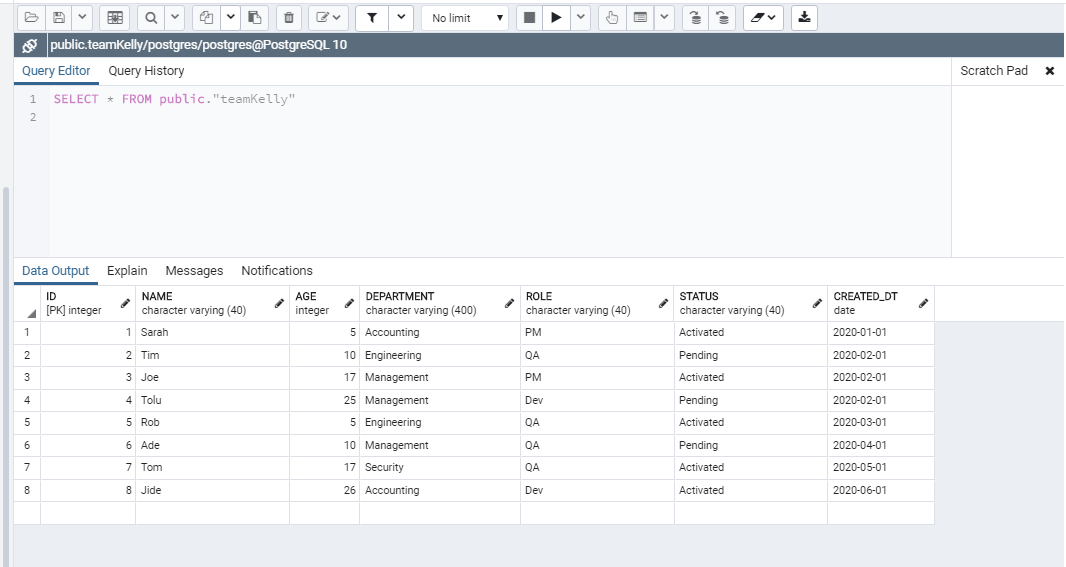 No limit
public.teamKelly/postgres/postgres@PostgreSQL 10
Query Editor Query History Scratch Pad
1 SELECT * FROM public."teamKelly"
2
Data Output Explain Messages Notifications
ID NAME AGE DEPARTMENT ROLE STATUS CREATED_DT
[PK] integer character varying (40) integer character varying (400) character varying (40) character varying (40) date
1 1 Sarah 5 Accounting PM Activated 2020-01-01
2 2 Tim 10 Engineering QA Pending 2020-02-01
3 3 Joe 17 Management PM Activated 2020-02-01
4 4 Tolu 25 Management Dev Pending 2020-02-01
5 5 Rob 5 Engineering QA Activated 2020-03-01
6 6 Ade 10 Management QA Pending 2020-04-01
7 7 Tom 17 Security QA Activated 2020-05-01
8 8 Jide 26 Accounting Dev Activated 2020-06-01